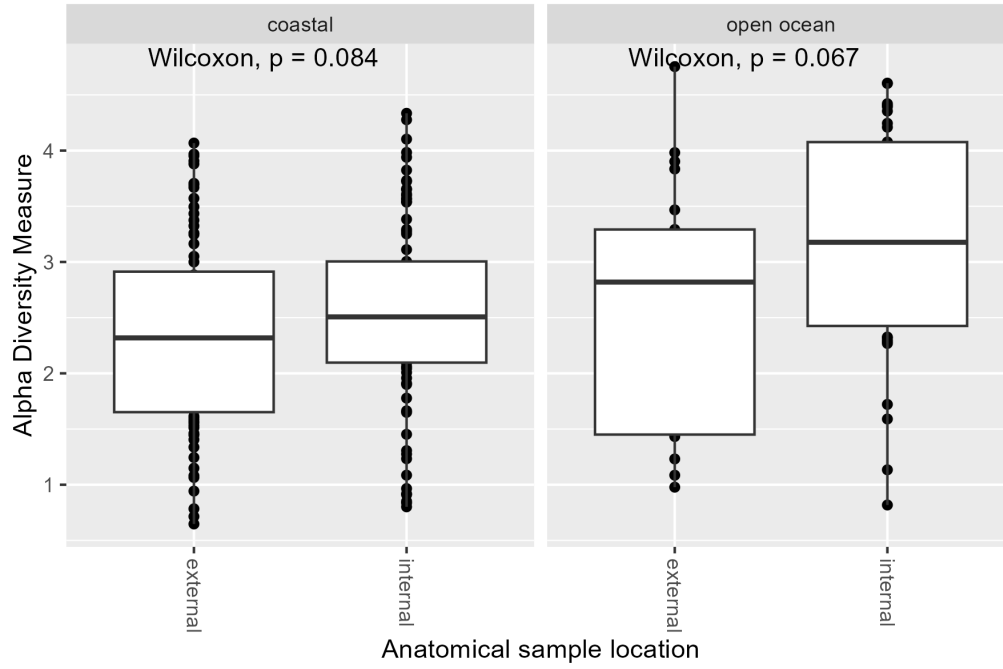 coastal
open ocean
Wilcoxon, p = 0.084
Wilcoxon, p = 0.067
Alpha Diversity Measure
4
3
2
1
external
internal
external
internal
Anatomical sample location